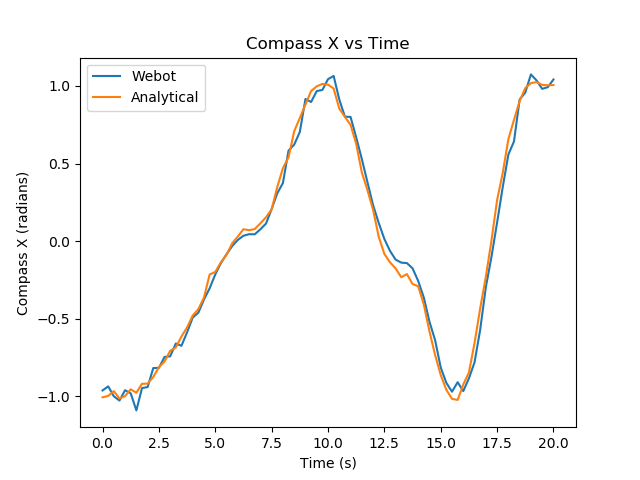 Compass X vs Time
Webot
Analytical
1.0
0.5
0.0
−0.5
−1.0
Compass X (radians)
0.0 2.5 5.0 7.5 10.0 12.5 15.0 17.5 20.0
Time (s)